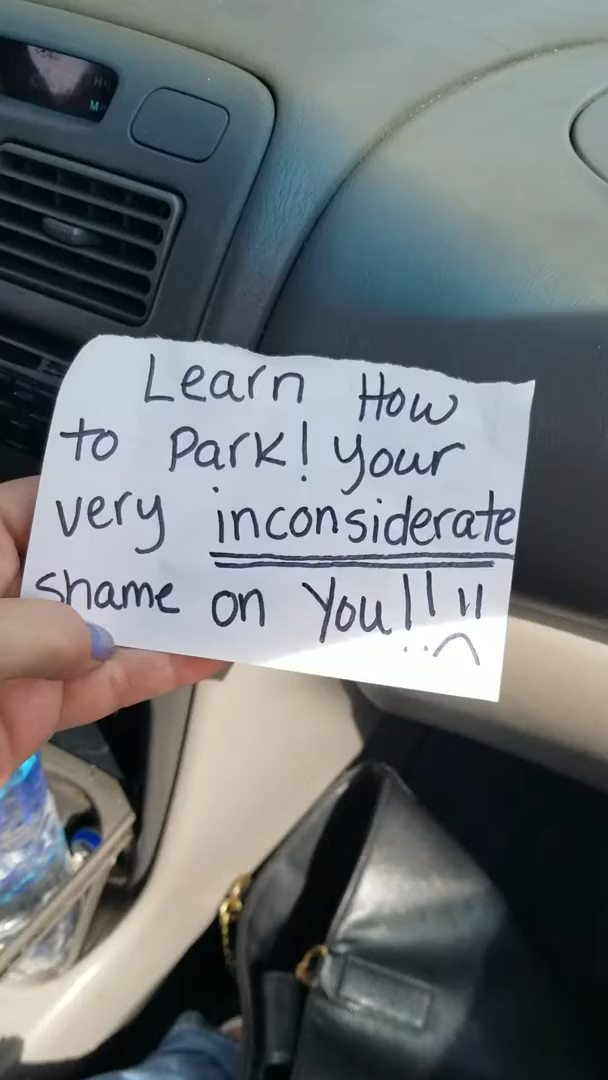 H
M
Learn How
to Park! your
very inconsiderate
shame on You!!!!